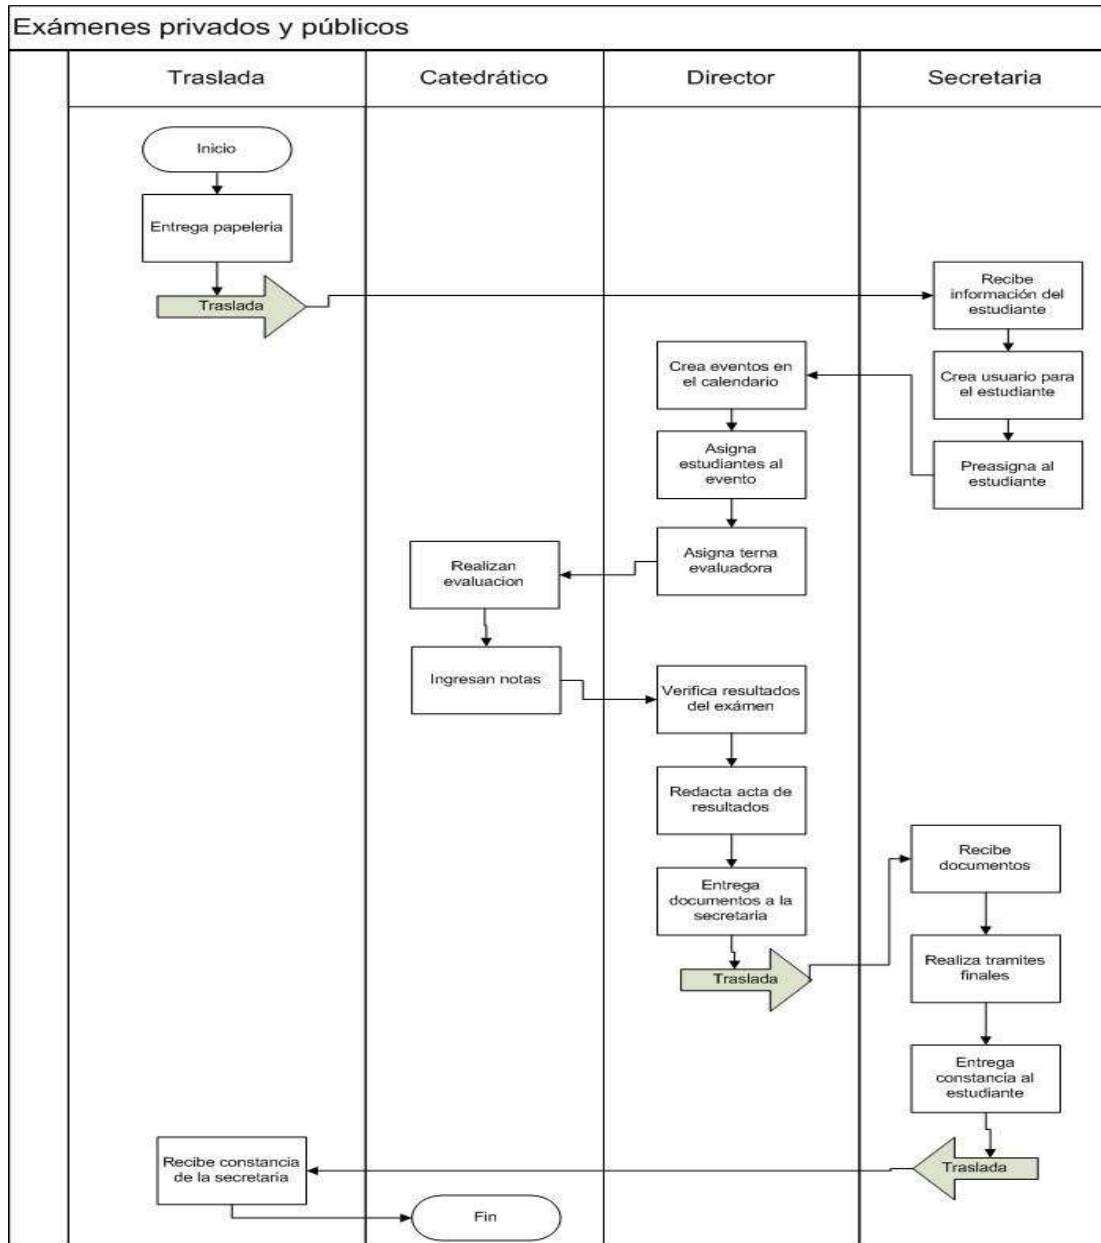 Exámenes privados y públicos
Traslada
Catedrático
Director
Secretaria
Inicio
Entrega papeleria
Traslada
Recibe
información del
estudiante
Crea usuario para
el estudiante
Preasigna al
estudiante
Crea eventos en
el calendario
Asigna
estudiantes al
evento
Asigna terna
evaluadora
Realizan
evaluacion
Ingresan notas
Verifica resultados
del exámen
Redacta acta de
resultados
Entrega
documentos a la
secretaria
Traslada
Recibe
documentos
Realiza tramites
finales
Entrega
constancia al
estudiante
Traslada
Recibe constancia
de la secretaria
Fin